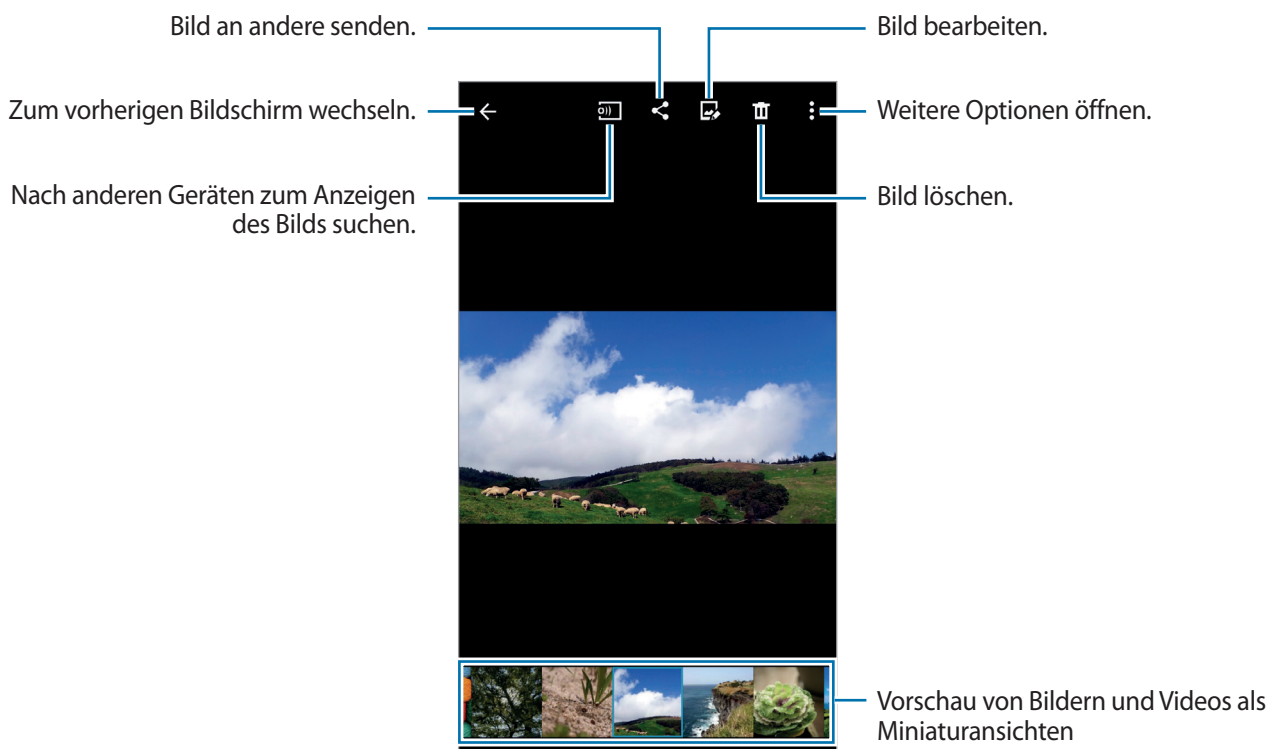 Bild an andere senden.
Bild bearbeiten.
Zum vorherigen Bildschirm wechseln.
Weitere Optionen öffnen.
Nach anderen Geräten zum Anzeigen
des Bilds suchen.
Bild löschen.
Vorschau von Bildern und Videos als
Miniaturansichten